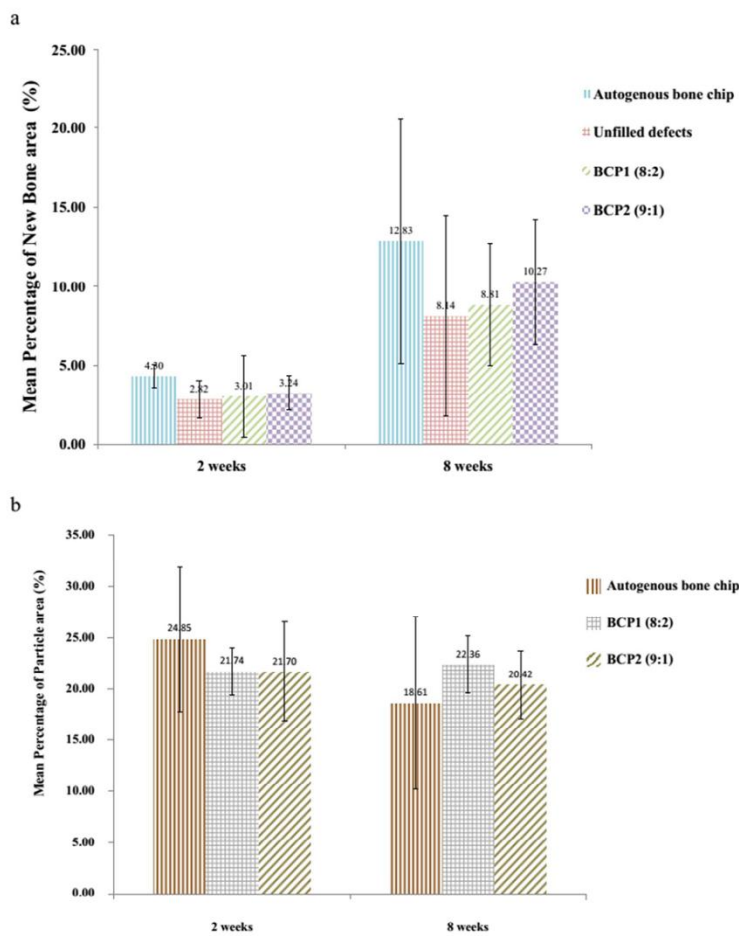 a
Mean Percentage of New Bone area (%)
25.00
20.00
15.00
10.00
5.00
0.00
4.30
2.82
3.01
3.24
12.83
8.14
8.81
10.27
2 weeks
8 weeks
Autogenous bone chip
Unfilled defects
BCP1 (8:2)
BCP2 (9:1)
b
Mean Percentage of Particle area (%)
35.00
30.00
25.00
20.00
15.00
10.00
5.00
0.00
24.85
21.74
21.70
18.61
22.36
20.42
2 weeks
8 weeks
Autogenous bone chip
BCP1 (8:2)
BCP2 (9:1)